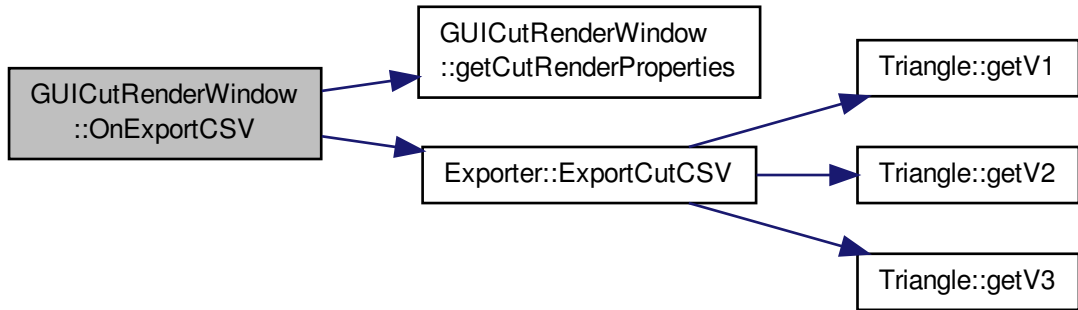 GUICutRenderWindow
::OnExportCSV
GUICutRenderWindow
::getCutRenderProperties
Exporter::ExportCutCSV
Triangle::getV1
Triangle::getV2
Triangle::getV3